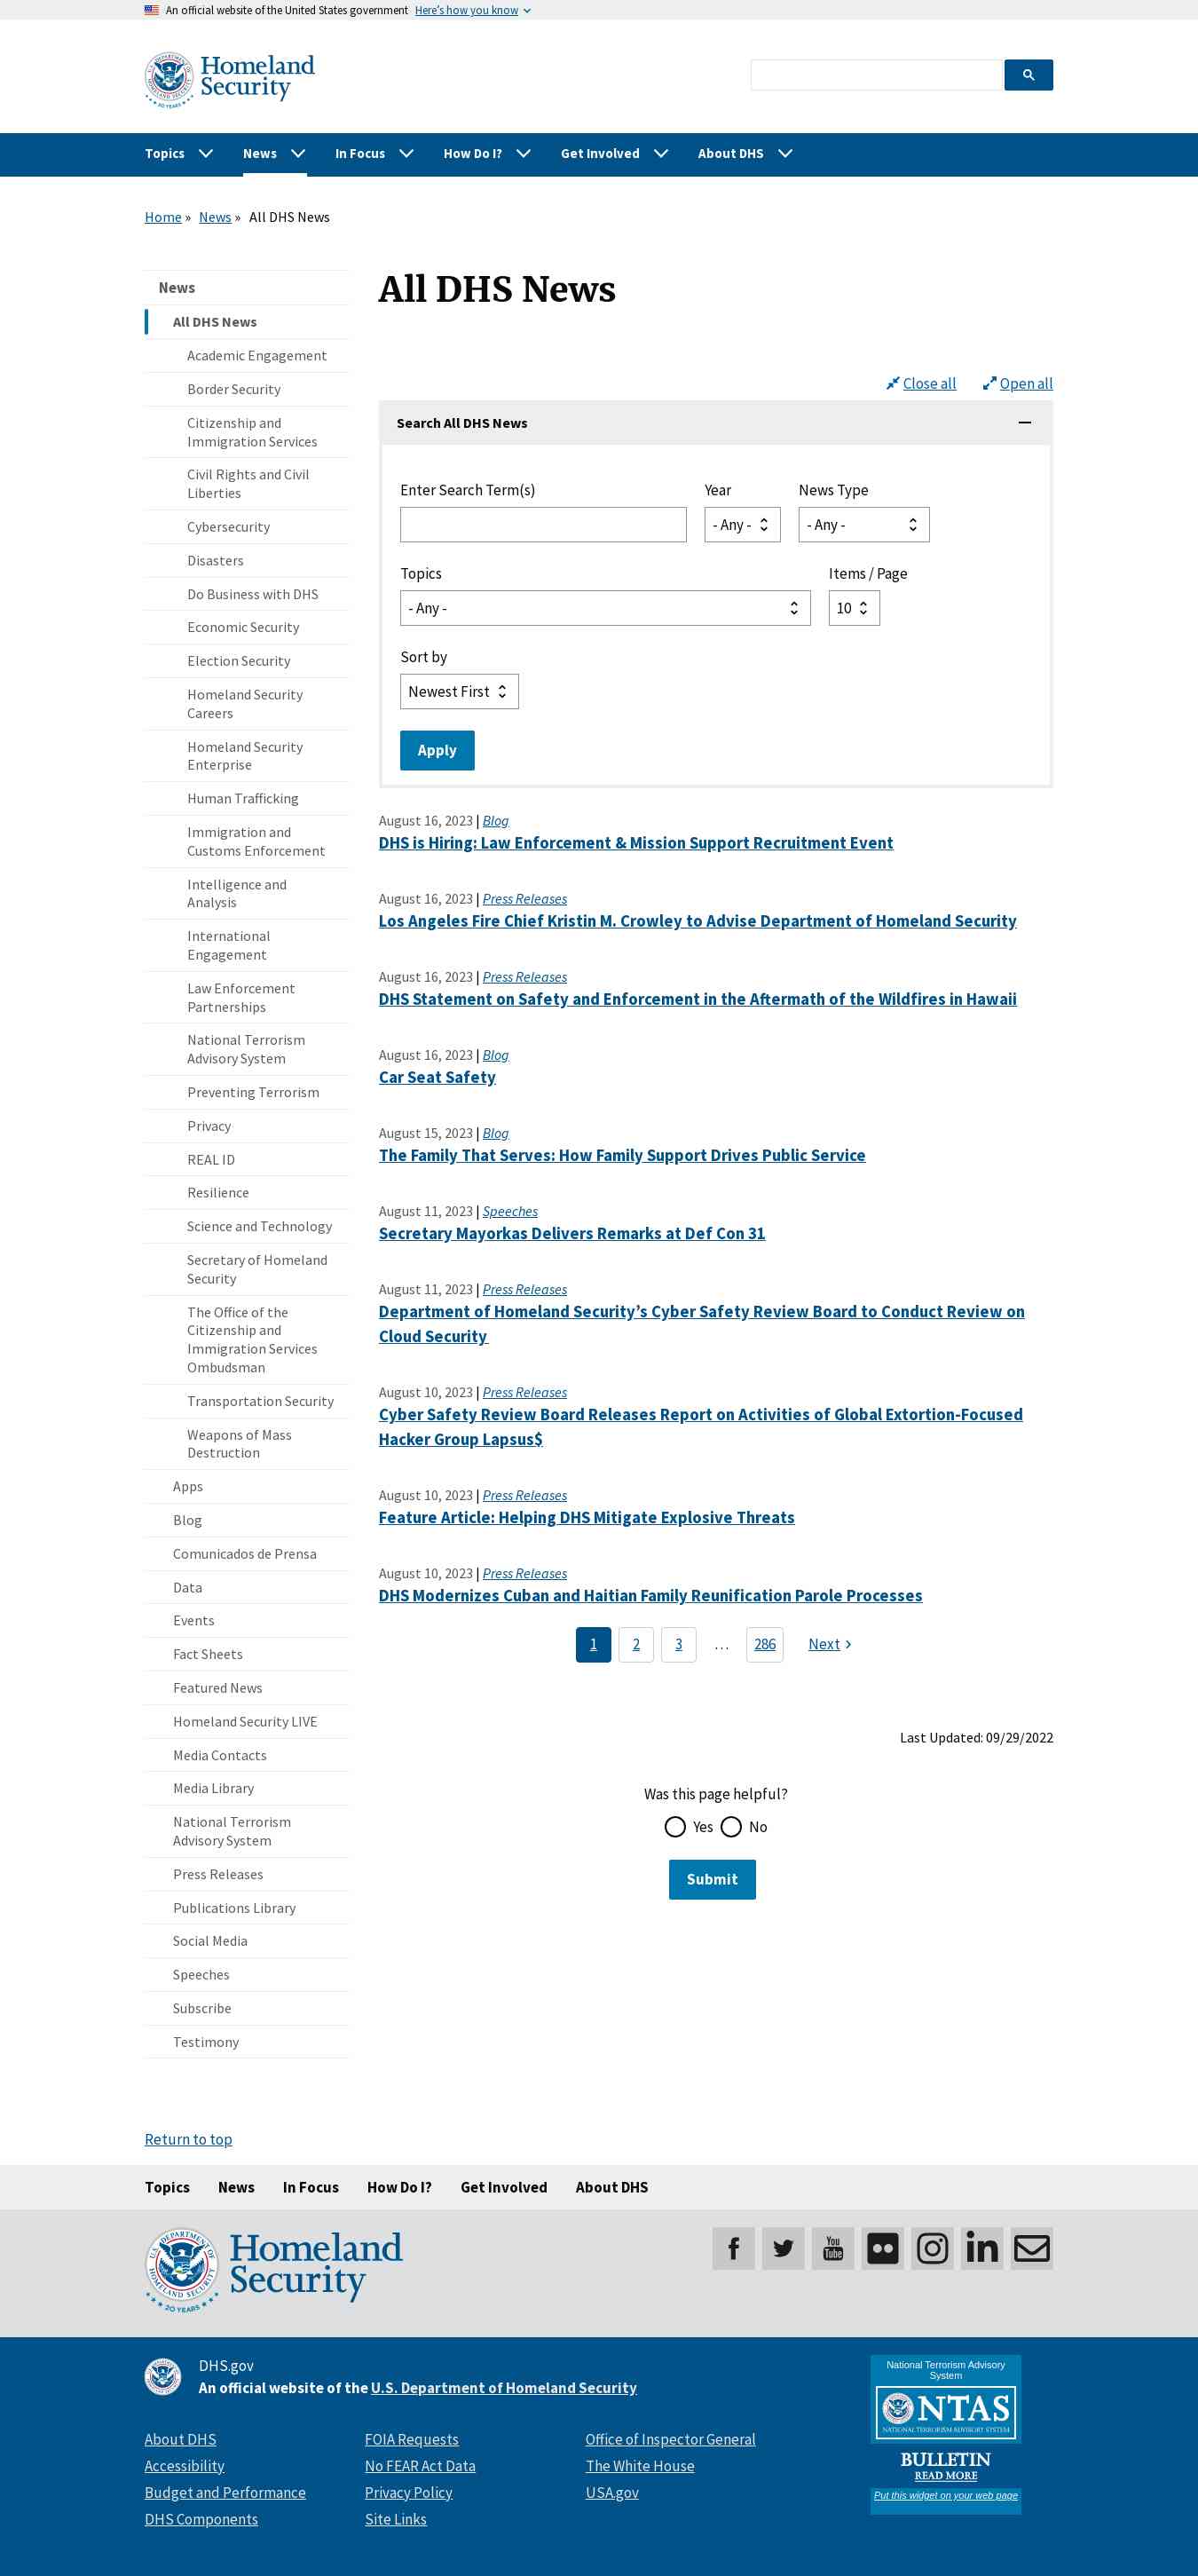 An official website of the United States government Here's how you know
Homeland
Security
Topics News In Focus How Do I? Get Involved About DHS
Home » News » All DHS News
News
All DHS News
Academic Engagement
Border Security
Citizenship and
Immigration Services
Civil Rights and Civil
Liberties
Cybersecurity
Disasters
Do Business with DHS
Economic Security
Election Security
Homeland Security
Careers
Homeland Security
Enterprise
Human Trafficking
Immigration and
Customs Enforcement
Intelligence and
Analysis
International
Engagement
Law Enforcement
Partnerships
National Terrorism
Advisory System
Preventing Terrorism
Privacy
REAL ID
Resilience
Science and Technology
Secretary of Homeland
Security
The Office of the
Citizenship and
Immigration Services
Ombudsman
Transportation Security
Weapons of Mass
Destruction
Apps
Blog
Comunicados de Prensa
Data
Events
Fact Sheets
Featured News
Homeland Security LIVE
Media Contacts
Media Library
National Terrorism
Advisory System
Press Releases
Publications Library
Social Media
Speeches
Subscribe
Testimony
All DHS News
Close all Open all
Search All DHS News
Enter Search Term(s) Year News Type
- Any - - Any -
Topics Items / Page
- Any - 10
Sort by
Newest First
Apply
August 16, 2023 | Blog
DHS is Hiring: Law Enforcement & Mission Support Recruitment Event
August 16, 2023 | Press Releases
Los Angeles Fire Chief Kristin M. Crowley to Advise Department of Homeland Security
August 16, 2023 | Press Releases
DHS Statement on Safety and Enforcement in the Aftermath of the Wildfires in Hawaii
August 16, 2023 | Blog
Car Seat Safety
August 15, 2023 | Blog
The Family That Serves: How Family Support Drives Public Service
August 11, 2023 | Speeches
Secretary Mayorkas Delivers Remarks at Def Con 31
August 11, 2023 | Press Releases
Department of Homeland Security’s Cyber Safety Review Board to Conduct Review on
Cloud Security
August 10, 2023 | Press Releases
Cyber Safety Review Board Releases Report on Activities of Global Extortion-Focused
Hacker Group Lapsus$
August 10, 2023 | Press Releases
Feature Article: Helping DHS Mitigate Explosive Threats
August 10, 2023 | Press Releases
DHS Modernizes Cuban and Haitian Family Reunification Parole Processes
1 2 3 … 286 Next ›
Last Updated: 09/29/2022
Was this page helpful?
Yes No
Submit
Return to top
Topics News In Focus How Do I? Get Involved About DHS
Homeland
Security
20 YEARS
You
Tube
DHS.gov
An official website of the U.S. Department of Homeland Security
About DHS
Accessibility
Budget and Performance
DHS Components
FOIA Requests
No FEAR Act Data
Privacy Policy
Site Links
Office of Inspector General
The White House
USA.gov
National Terrorism Advisory
System
NTAS
NATIONAL TERRORISM ADVISORY SYSTEM
BULLETIN
READ MORE
Put this widget on your web page